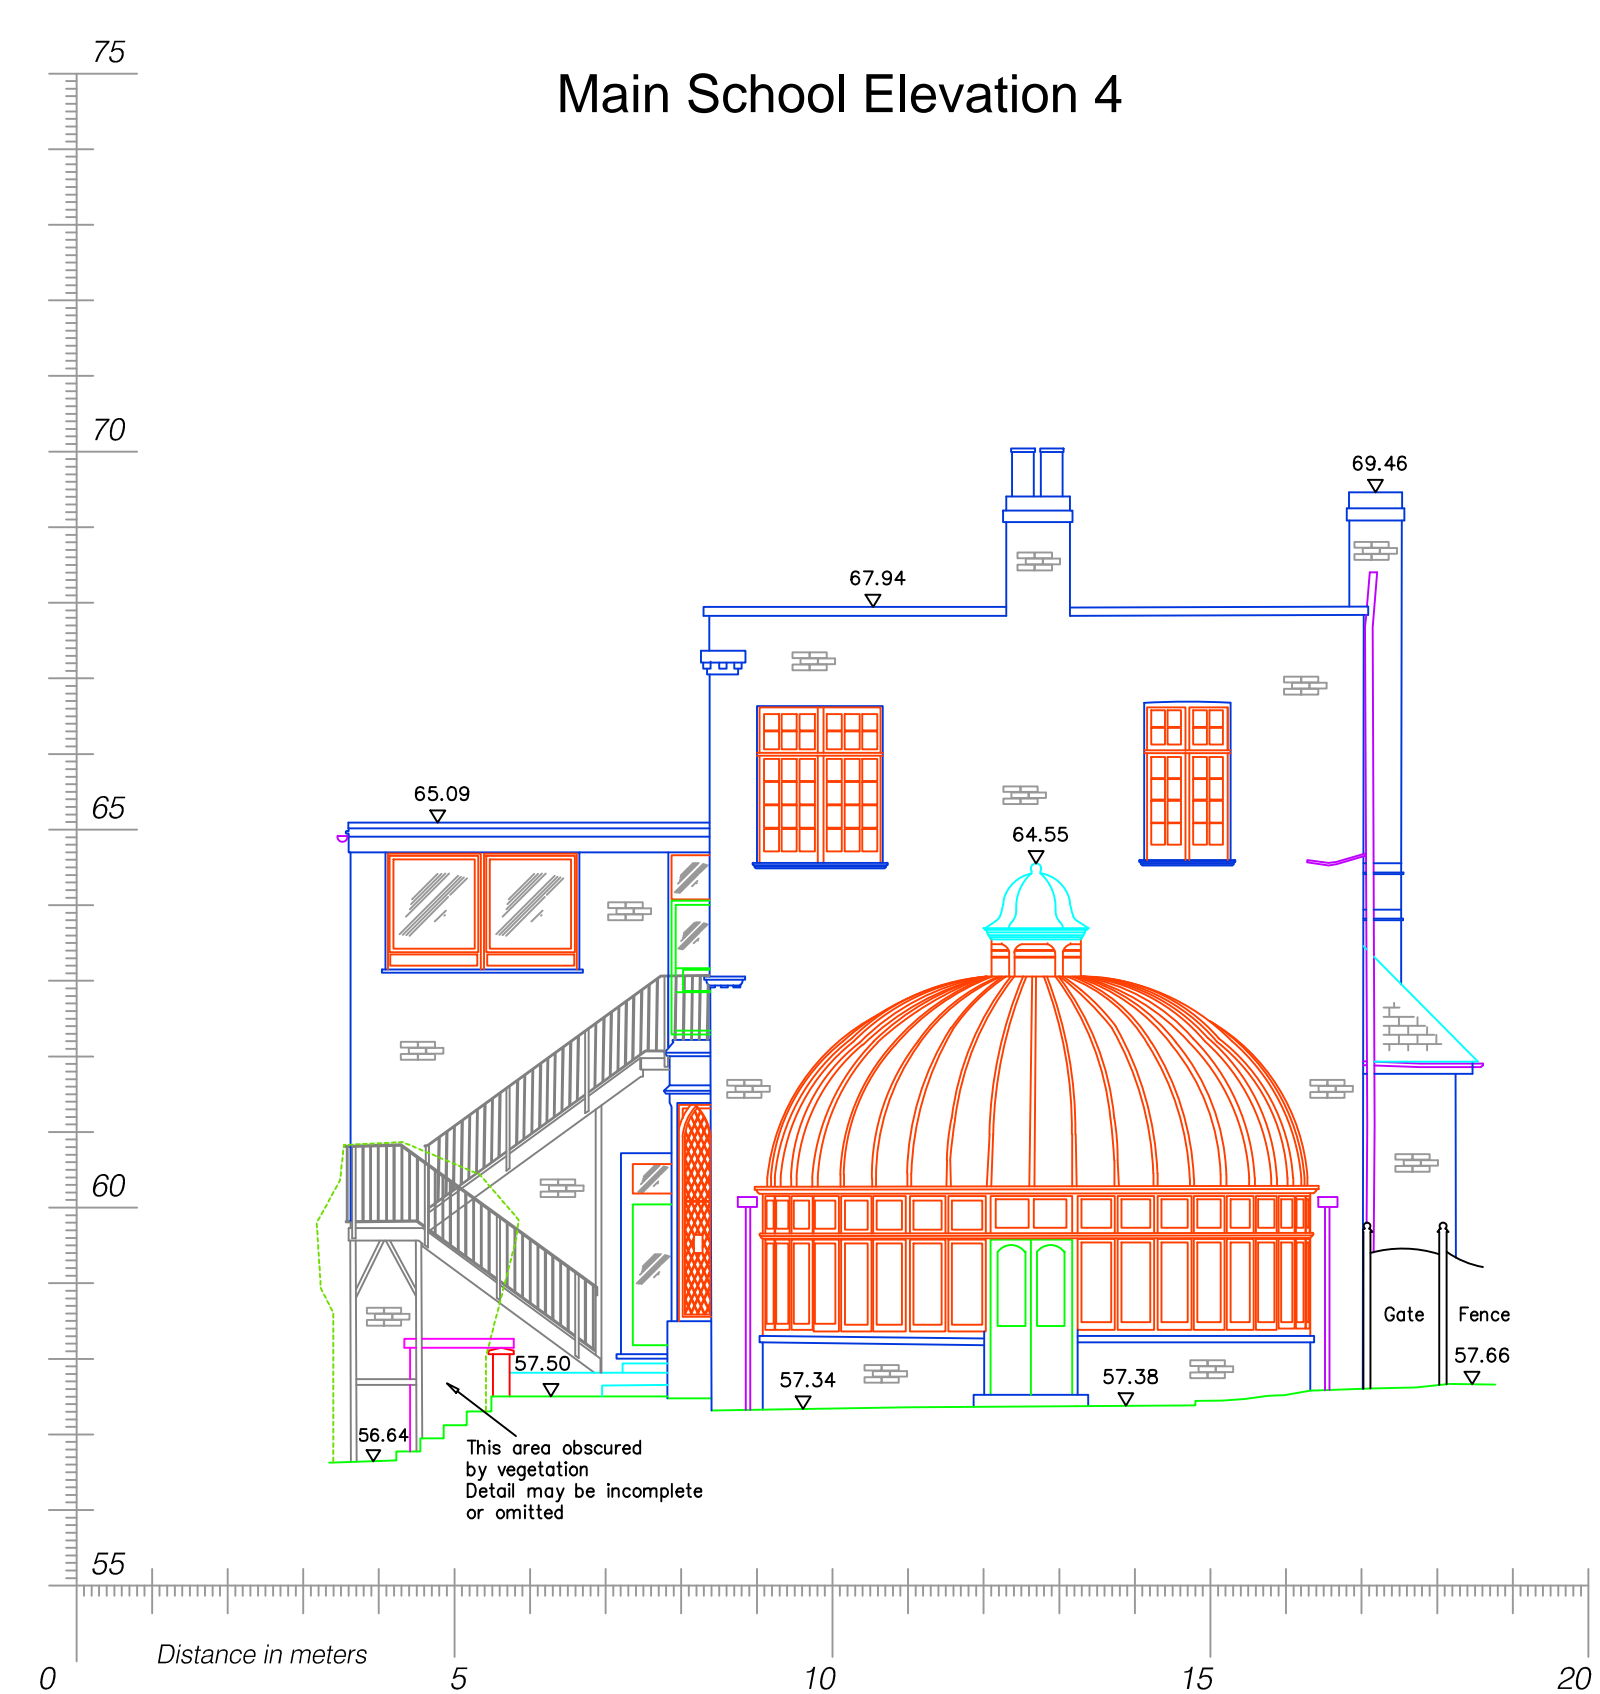 75
Main School Elevation 4
70
69.46
67.94
65.09
65
64.55
60
Gate
Fence
57.66
57.50
57.34
57.38
56.64
This area obscured
by vegetation
Detail may be incomplete
or omitted
55
Distance in meters
0
5
10
15
20